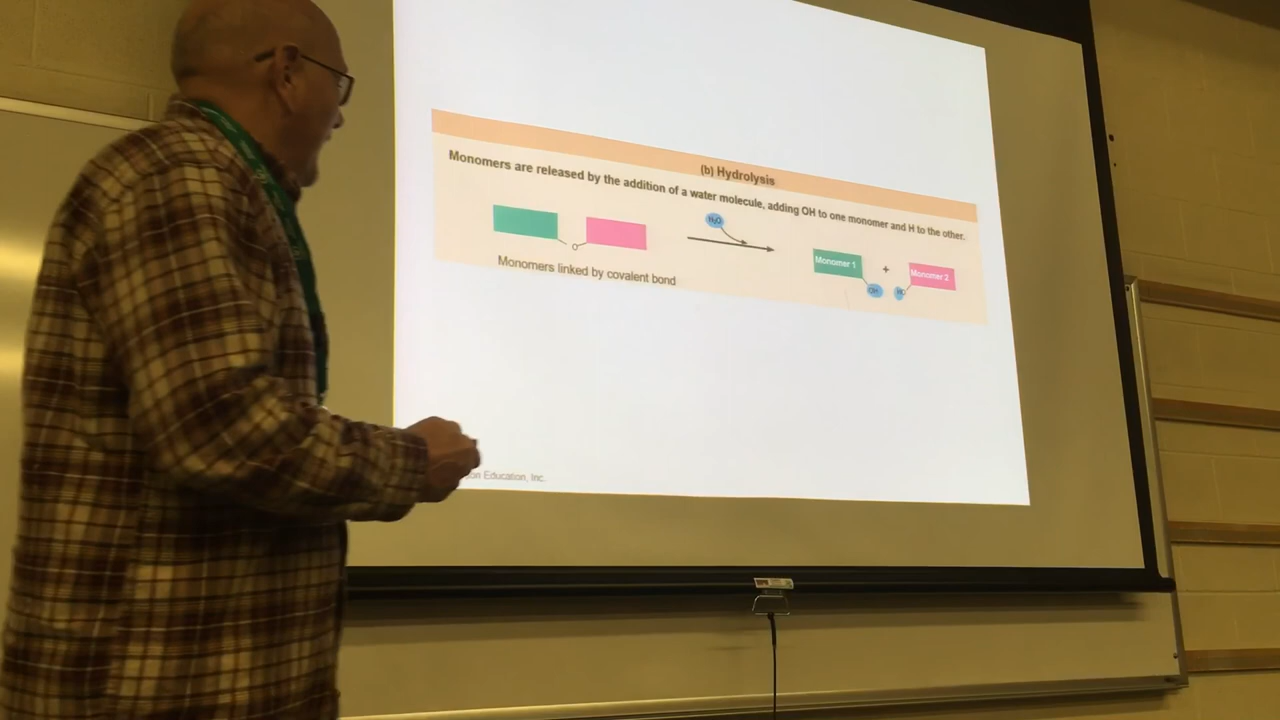 (b) Hydrolysis
Monomers are released by the addition of a water molecule, adding OH to one monomer and H to the other.
H₂O
O
Monomer 1
+
Monomer 2
OH
HO
Monomers linked by covalent bond
Education, Inc.